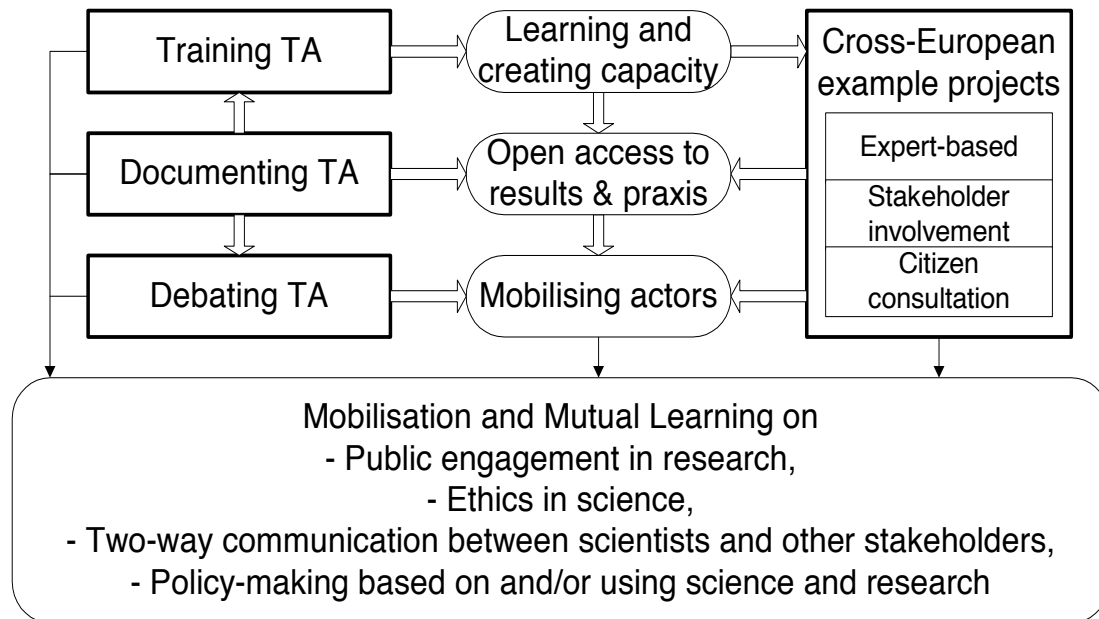 Training TA
Learning and
creating capacity
Cross-European
example projects
Documenting TA
Open access to
results & praxis
Expert-based
Stakeholder
involvement
Citizen
consultation
Debating TA
Mobilising actors
Mobilisation and Mutual Learning on
- Public engagement in research,
- Ethics in science,
- Two-way communication between scientists and other stakeholders,
- Policy-making based on and/or using science and research